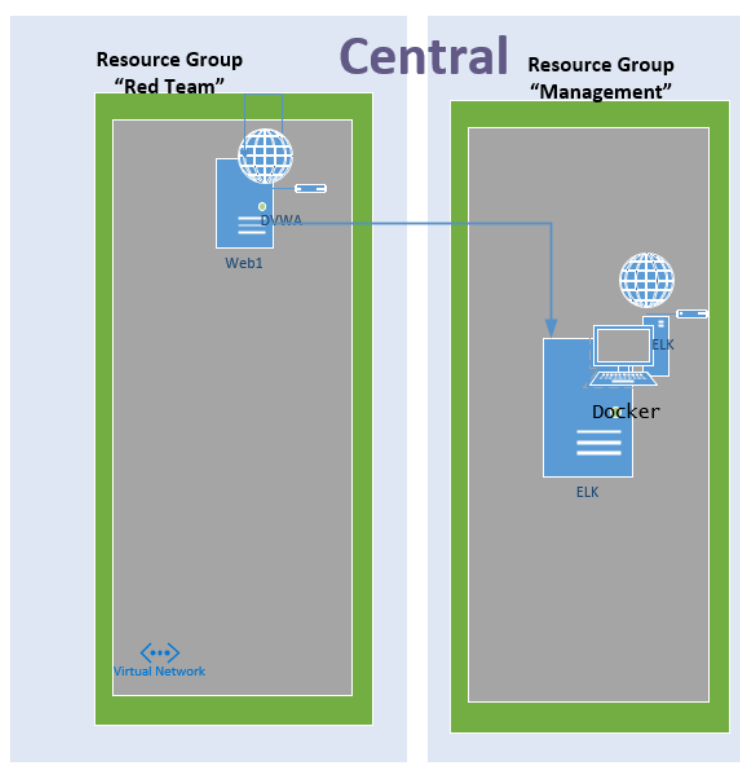 Central
Resource Group
“Red Team”
Resource Group
“Management”
DVWA
Web1
ELK
Docker
ELK
Virtual Network